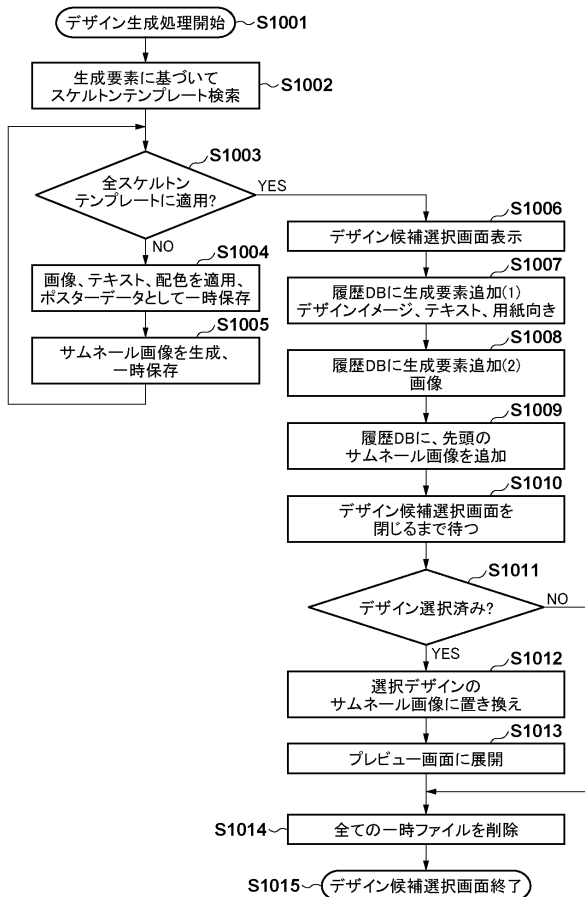 デザイン生成処理開始
S1001
生成要素に基づいて
スケルトンテンプレート検索
S1002
全スケルトン
テンプレートに適用?
S1003
YES
NO
画像、テキスト、配色を適用、
ポスターデータとして一時保存
S1004
サムネール画像を生成、
一時保存
S1005
デザイン候補選択画面表示
S1006
履歴DBに生成要素追加(1)
デザインイメージ、テキスト、用紙向き
S1007
履歴DBに生成要素追加(2)
画像
S1008
履歴DBに、先頭の
サムネール画像を追加
S1009
デザイン候補選択画面を
閉じるまで待つ
S1010
デザイン選択済み?
S1011
NO
YES
選択デザインの
サムネール画像に置き換え
S1012
プレビュー画面に展開
S1013
全ての一時ファイルを削除
S1014
デザイン候補選択画面終了
S1015